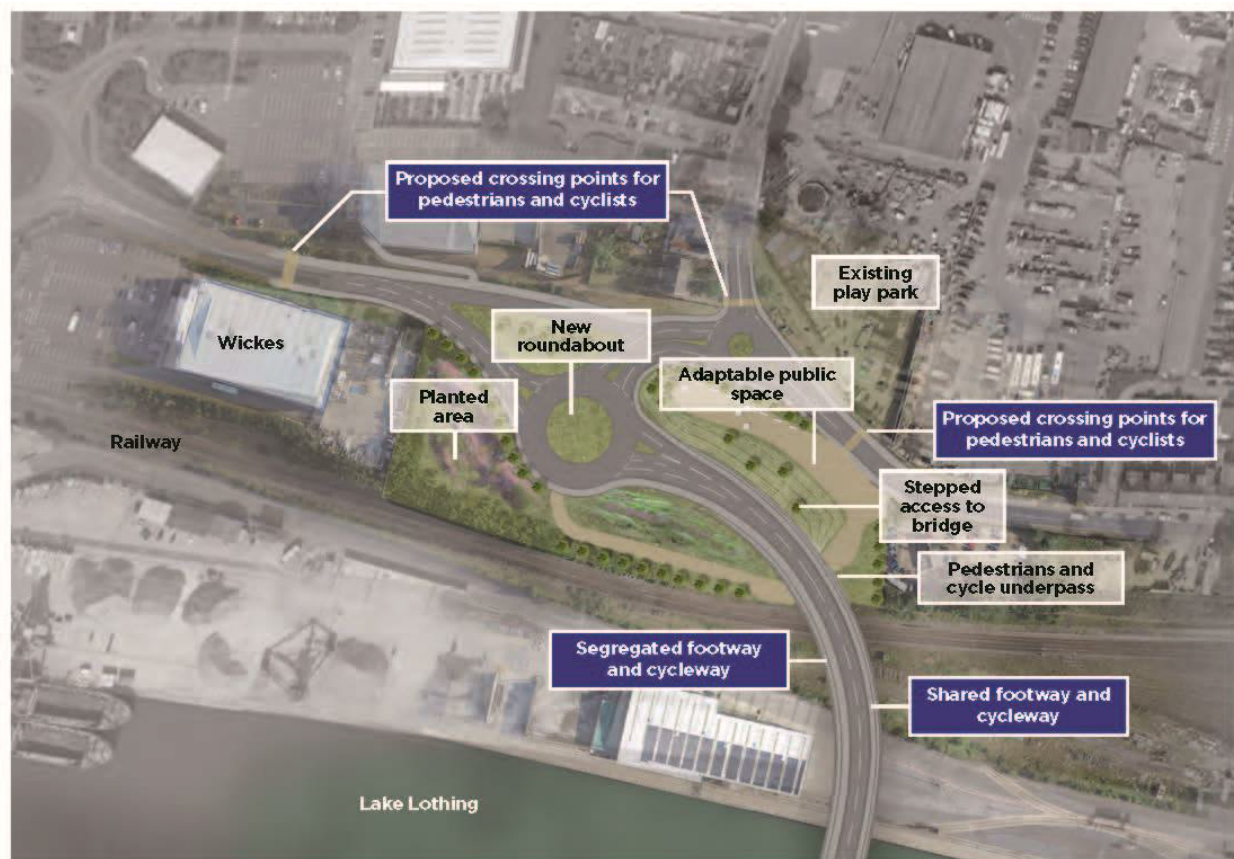 Proposed crossing points for
pedestrians and cyclists
Existing
play park
New
roundabout
Wickes
Adaptable public
space
Planted
area
Proposed crossing points for
pedestrians and cyclists
Railway
Stepped
access to
bridge
Pedestrians and
cycle underpass
Segregated footway
and cycleway
Shared footway and
cycleway
Lake Lothing